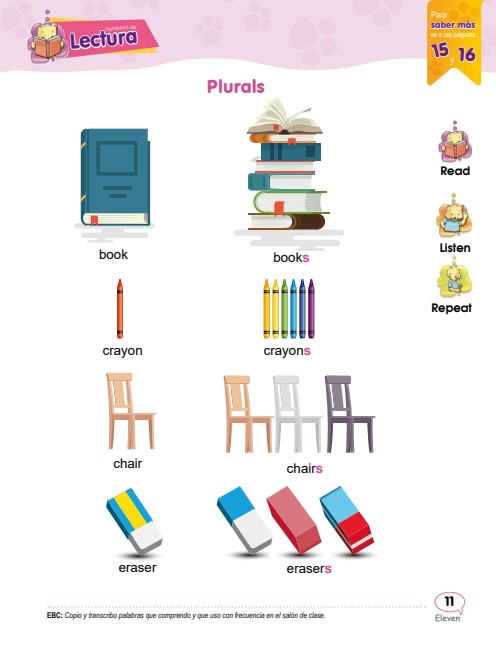 Lectura
Para
saber más
ve a las páginas
15 y 16
Plurals
Read
Listen
Repeat
book
books
crayon
crayons
chair
chairs
eraser
erasers
EBC: Copio y transcribo palabras que comprendo y que uso con frecuencia en el salón de clase.
11
Eleven